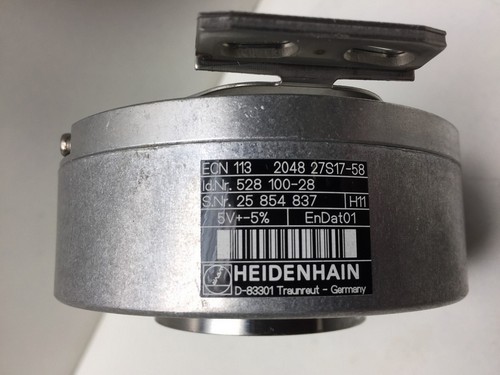 ECN 113 2048 27S17-58
Id.Nr. 528 100-28
S.Nr. 25 854 837 H11
5V+-5% EnDat01
HEIDENHAIN
D-83301 Traunreut - Germany